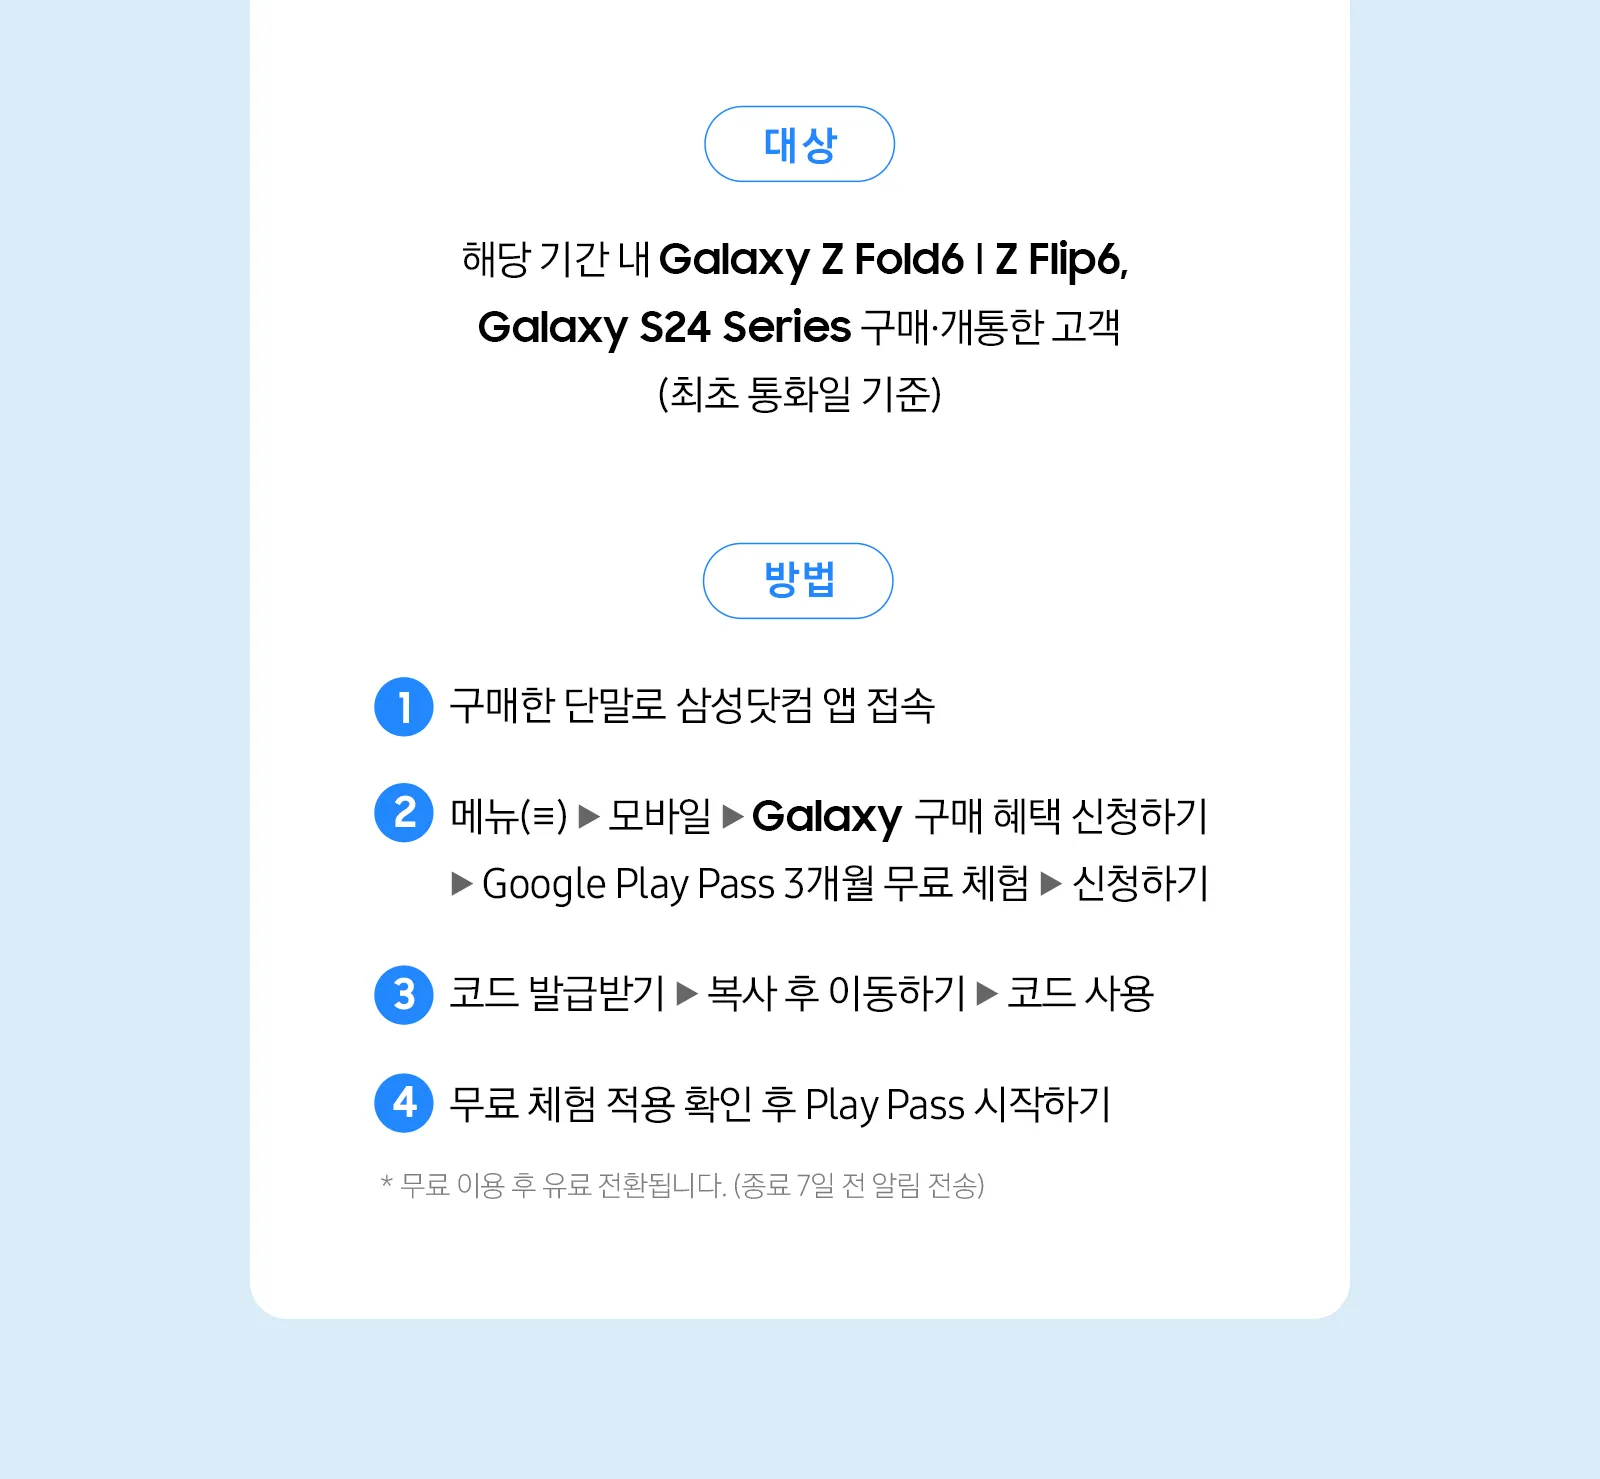 대상
해당 기간 내 Galaxy Z Fold6 | Z Flip6,
Galaxy S24 Series 구매·개통한 고객
(최초 통화일 기준)
방법
1 구매한 단말로 삼성닷컴 앱 접속
2 메뉴(≡) ▶ 모바일 ▶ Galaxy 구매 혜택 신청하기
▶ Google Play Pass 3개월 무료 체험 ▶ 신청하기
3 코드 발급받기 ▶ 복사 후 이동하기 ▶ 코드 사용
4 무료 체험 적용 확인 후 Play Pass 시작하기
* 무료 이용 후 유료 전환됩니다. (종료 7일 전 알림 전송)